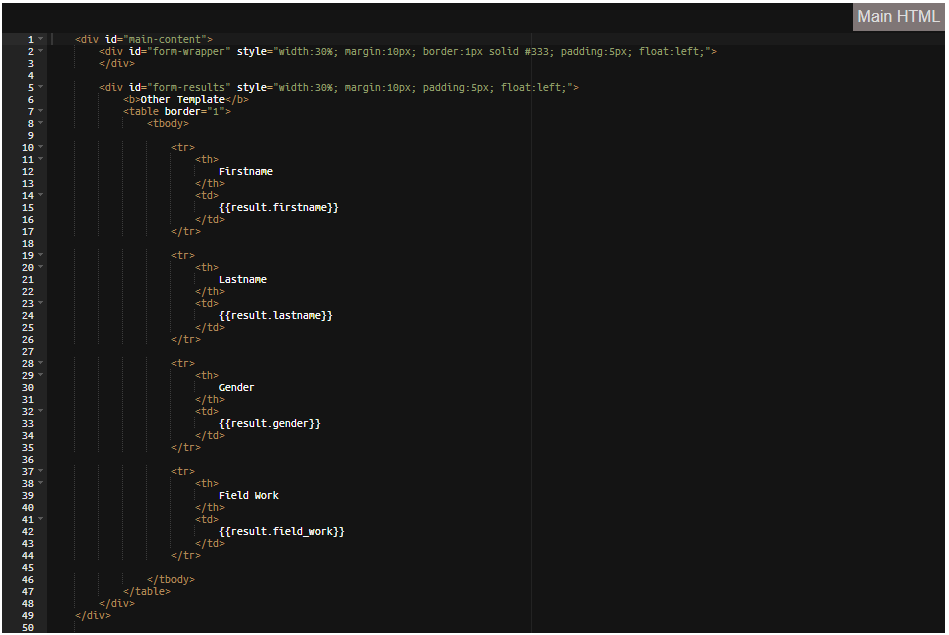 Main HTML
1 <div id="main-content">
2 <div id="form-wrapper" style="width:30%; margin:10px; border:1px solid #333; padding:5px; float:left;">
3 </div>
4
5 <div id="form-results" style="width:30%; margin:10px; padding:5px; float:left;">
6 <b>Other Template</b>
7 <table border="1">
8 <tbody>
9
10 <tr>
11 <th>
12 Firstname
13 </th>
14 <td>
15 {{result.firstname}}
16 </td>
17 </tr>
18
19 <tr>
20 <th>
21 Lastname
22 </th>
23 <td>
24 {{result.lastname}}
25 </td>
26 </tr>
27
28 <tr>
29 <th>
30 Gender
31 </th>
32 <td>
33 {{result.gender}}
34 </td>
35 </tr>
36
37 <tr>
38 <th>
39 Field Work
40 </th>
41 <td>
42 {{result.field_work}}
43 </td>
44 </tr>
45
46 </tbody>
47 </table>
48 </div>
49 </div>
50